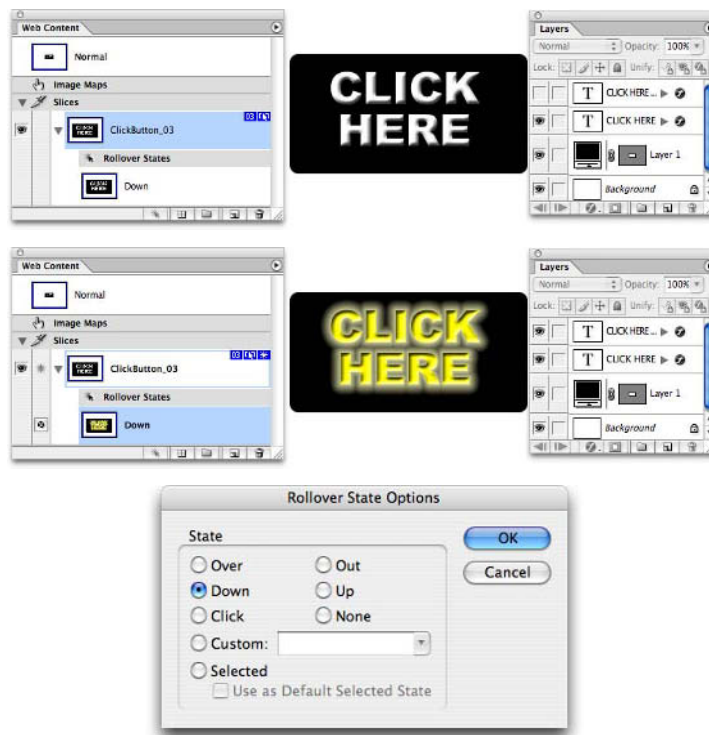 Web Content
Normal
Image Maps
Slices
03
ClickButton_03
Rollover States
Down
CLICK
HERE
Layers
Normal
Opacity: 100%
Lock:
Unify:
T CLICK HERE ...
T CLICK HERE
Layer 1
Background
Web Content
Normal
Image Maps
Slices
03
ClickButton_03
Rollover States
Down
CLICK
HERE
Layers
Normal
Opacity: 100%
Lock:
Unify:
T CLICK HERE ...
T CLICK HERE
Layer 1
Background
Rollover State Options
State
Over
Out
Down
Up
Click
None
Custom:
Selected
Use as Default Selected State
OK
Cancel